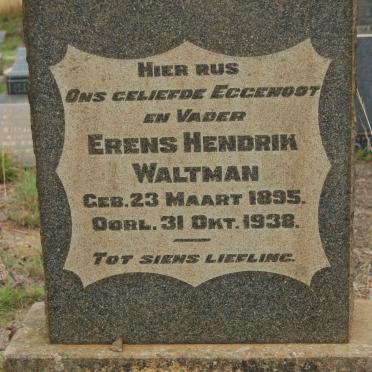 Hier rus
Ons geliefde Eggenoot
en Vader
Erens Hendrik
Waltman
Geb. 23 Maart 1895.
Oorl. 31 Okt. 1938.
Tot siens liefling.